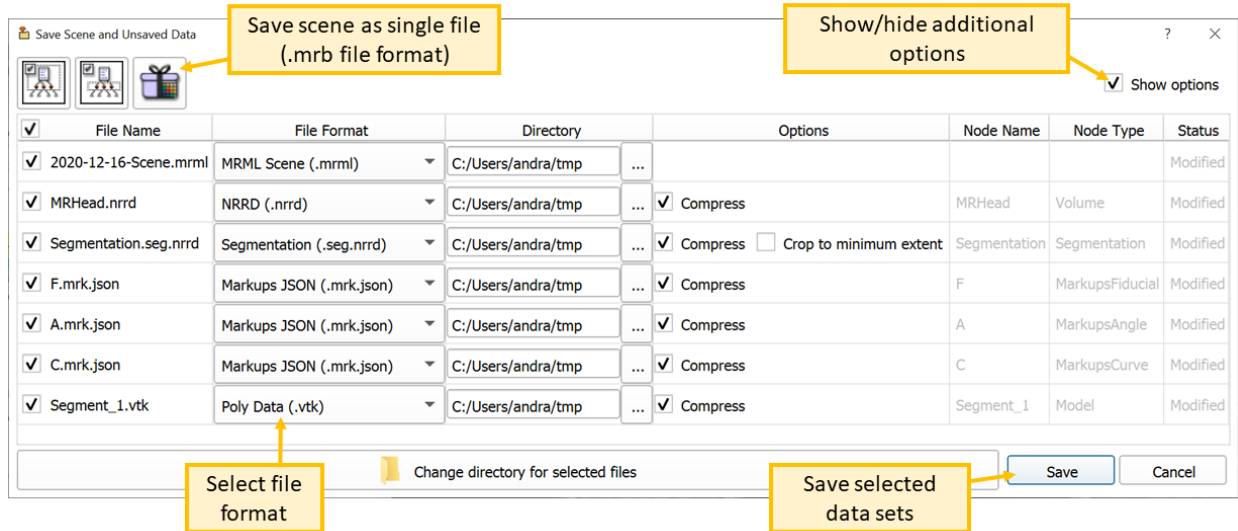 Save scene as single file
(.mrb file format)
Show/hide additional
options
Save Scene and Unsaved Data
? ×
Show options
File Name File Format Directory Options Node Name Node Type Status
2020-12-16-Scene.mrml MRML Scene (.mrml) C:/Users/andra/tmp ... Modified
MRHead.nrrd NRRD (.nrrd) C:/Users/andra/tmp ... Compress MRHead Volume Modified
Segmentation.seg.nrrd Segmentation (.seg.nrrd) C:/Users/andra/tmp ... Compress Crop to minimum extent Segmentation Segmentation Modified
F.mrk.json Markups JSON (.mrk.json) C:/Users/andra/tmp ... Compress F MarkupsFiducial Modified
A.mrk.json Markups JSON (.mrk.json) C:/Users/andra/tmp ... Compress A MarkupsAngle Modified
C.mrk.json Markups JSON (.mrk.json) C:/Users/andra/tmp ... Compress C MarkupsCurve Modified
Segment_1.vtk Poly Data (.vtk) C:/Users/andra/tmp ... Compress Segment_1 Model Modified
Change directory for selected files Save Cancel
Select file
format
Save selected
data sets